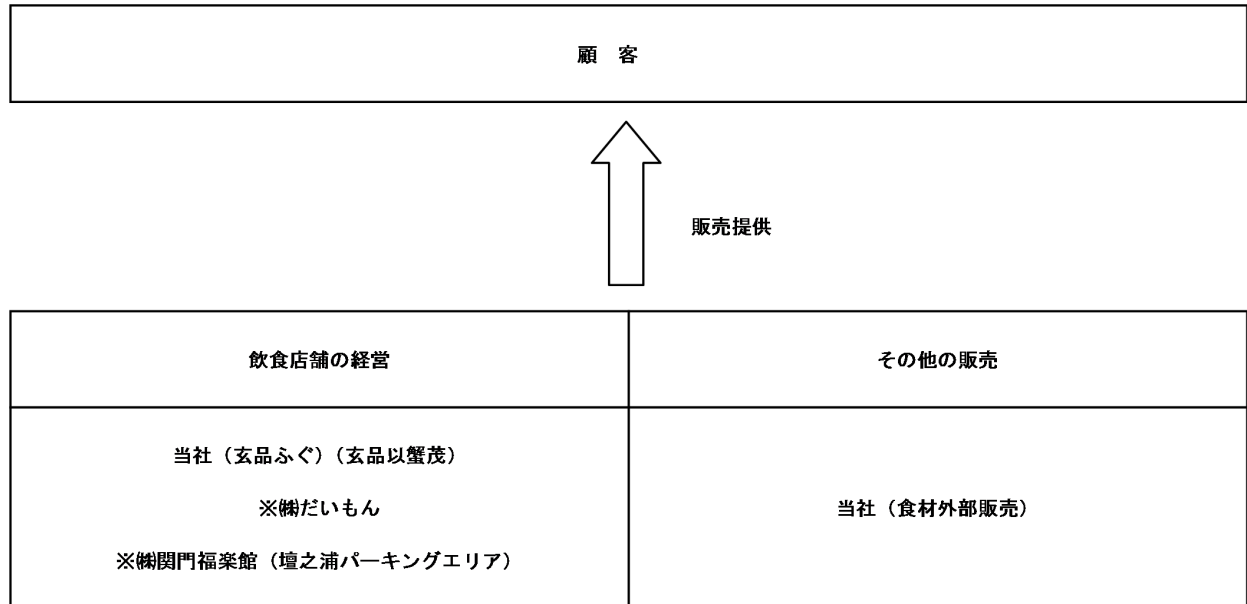 顧　客
販売提供
飲食店舗の経営
その他の販売
当社（玄品ふぐ）（玄品以蟹茂）
※㈱だいもん
※㈱関門福楽館（壇之浦パーキングエリア）
当社（食材外部販売）